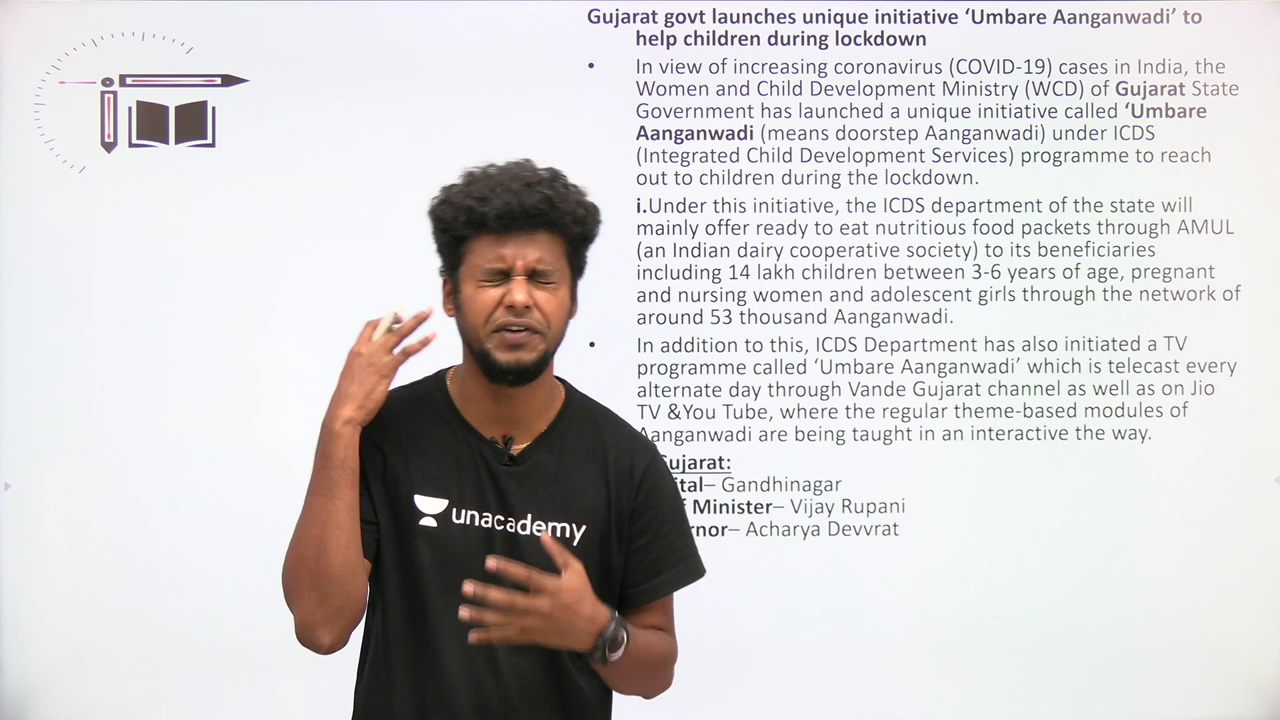 Gujarat govt launches unique initiative ‘Umbare Aanganwadi’ to
help children during lockdown
• In view of increasing coronavirus (COVID-19) cases in India, the
Women and Child Development Ministry (WCD) of Gujarat State
Government has launched a unique initiative called ‘Umbare
Aanganwadi (means doorstep Aanganwadi) under ICDS
(Integrated Child Development Services) programme to reach
out to children during the lockdown.
i.Under this initiative, the ICDS department of the state will
mainly offer ready to eat nutritious food packets through AMUL
(an Indian dairy cooperative society) to its beneficiaries
including 14 lakh children between 3-6 years of age, pregnant
and nursing women and adolescent girls through the network of
around 53 thousand Aanganwadi.
• In addition to this, ICDS Department has also initiated a TV
programme called ‘Umbare Aanganwadi’ which is telecast every
alternate day through Vande Gujarat channel as well as on Jio
TV &You Tube, where the regular theme-based modules of
Aanganwadi are being taught in an interactive the way.
ujarat:
ital– Gandhinagar
Minister– Vijay Rupani
rnor– Acharya Devvrat
unacademy